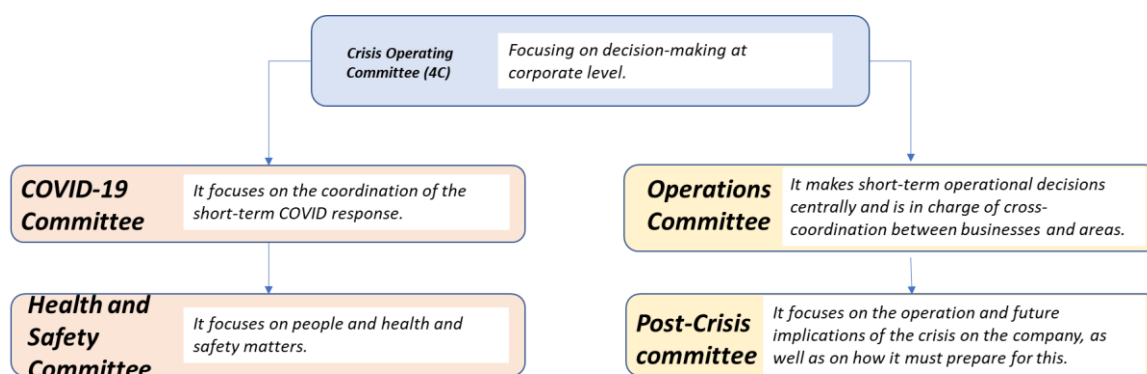 Crisis Operating
Committee (4C)
Focusing on decision-making at
corporate level.
COVID-19
Committee
It focuses on the coordination of the
short-term COVID response.
Operations
Committee
It makes short-term operational decisions
centrally and is in charge of cross-
coordination between businesses and areas.
Health and
Safety
Committee
It focuses on people and health and
safety matters.
Post-Crisis
committee
It focuses on the operation and future
implications of the crisis on the company, as
well as on how it must prepare for this.